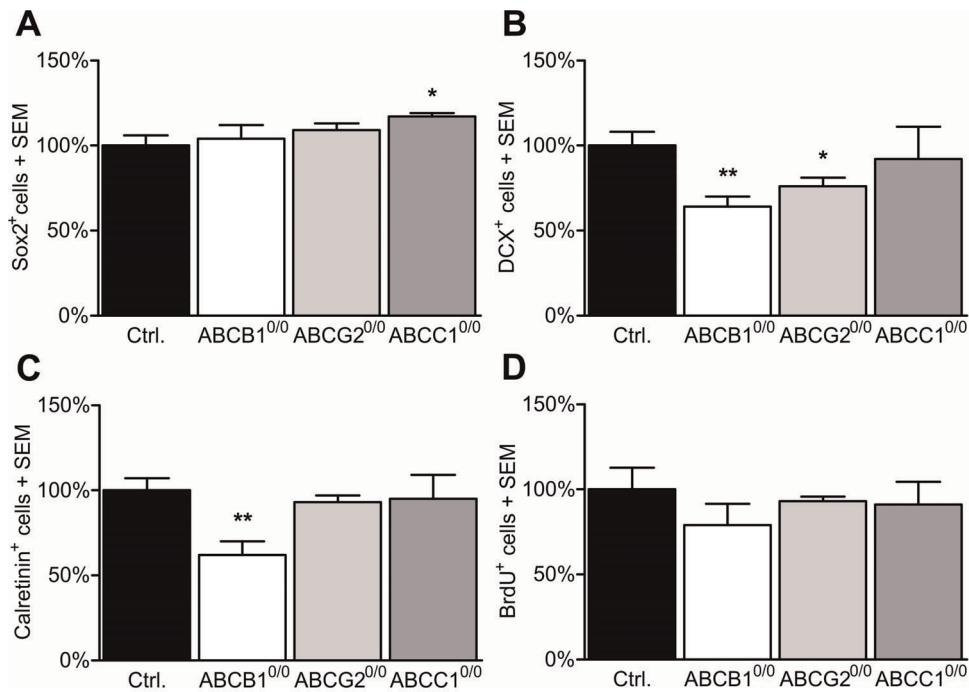 A
150%
100%
50%
0%
Sox2+ cells + SEM
*
Ctrl. ABCB10/0 ABCG20/0 ABCC10/0
B
150%
100%
50%
0%
DCX+ cells + SEM
** *
Ctrl. ABCB10/0 ABCG20/0 ABCC10/0
C
150%
100%
50%
0%
Calretinin+ cells + SEM
**
Ctrl. ABCB10/0 ABCG20/0 ABCC10/0
D
150%
100%
50%
0%
BrdU+ cells + SEM
Ctrl. ABCB10/0 ABCG20/0 ABCC10/0